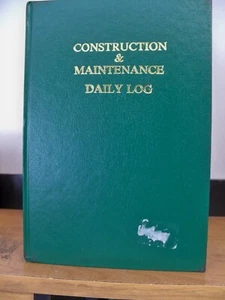 CONSTRUCTION
&
MAINTENANCE
DAILY LOG